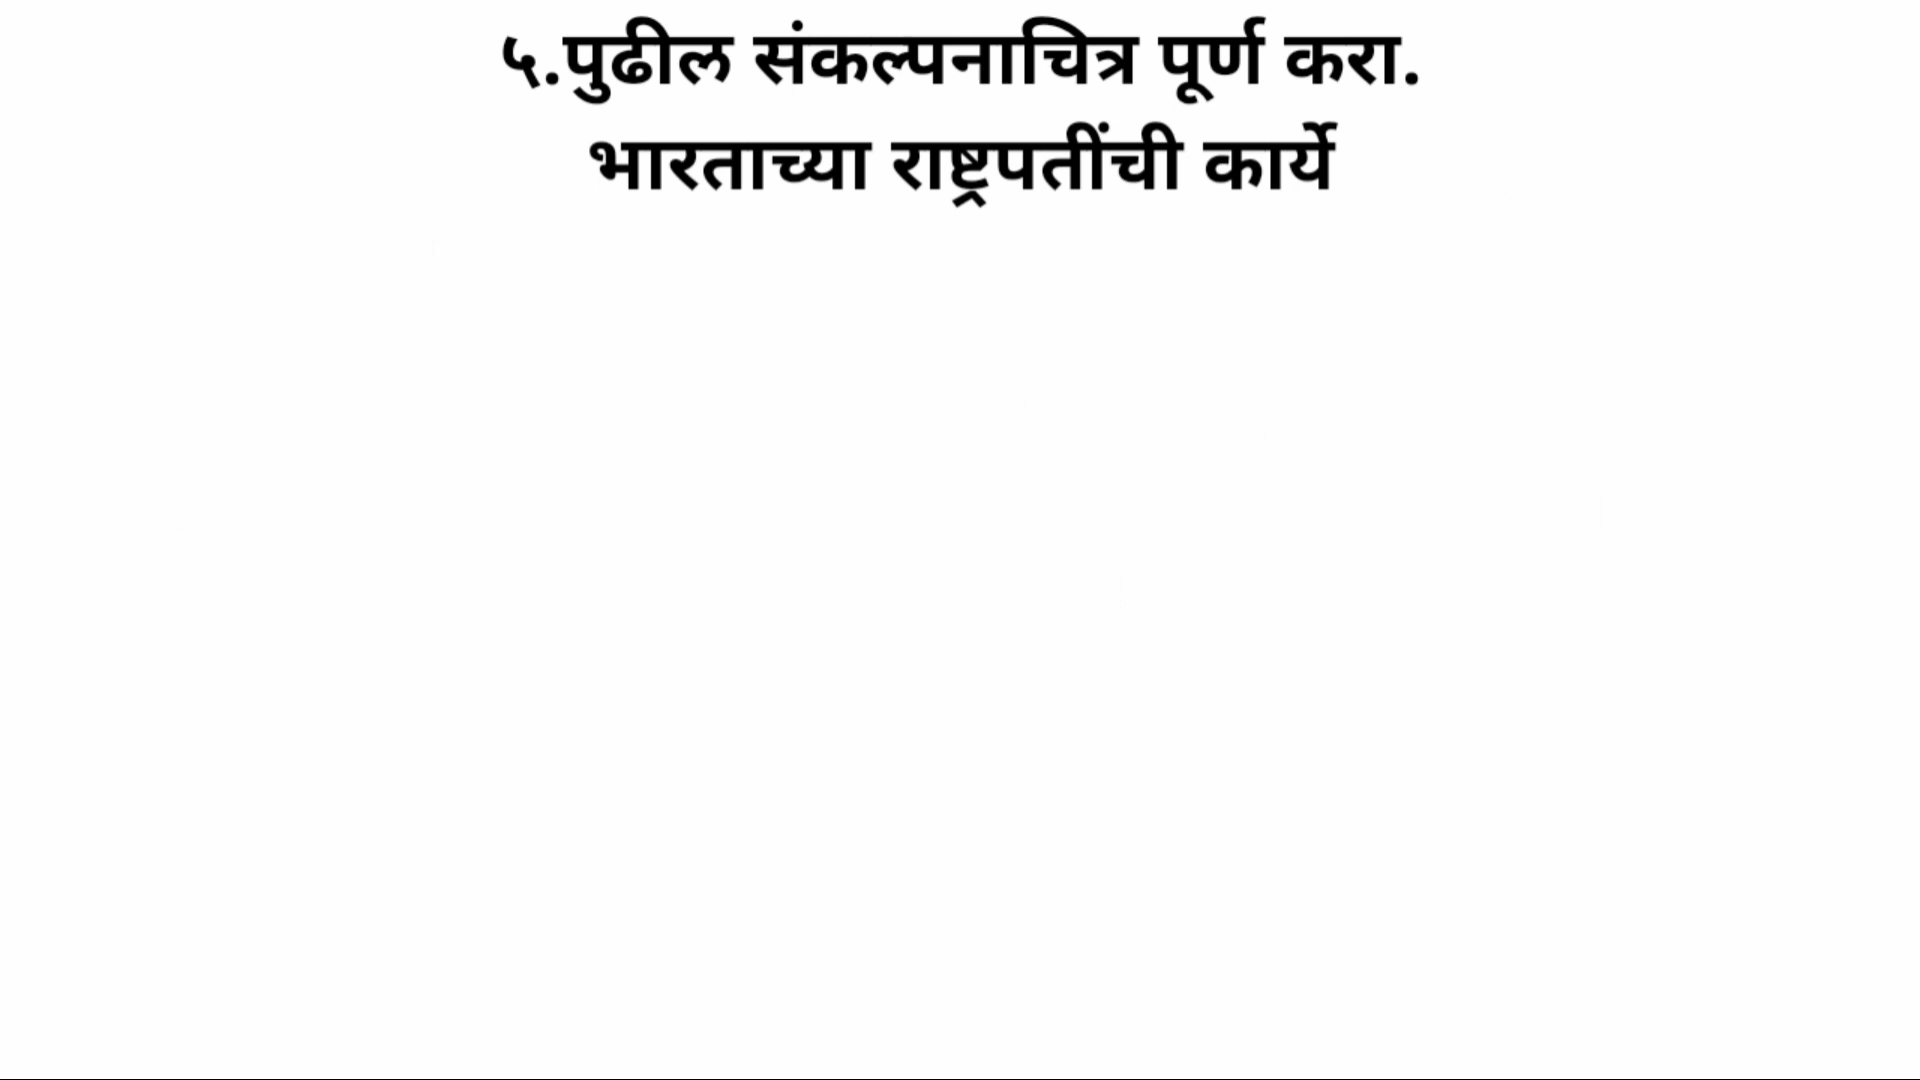 ५.पुढील संकल्पनाचित्र पूर्ण करा.
भारताच्या राष्ट्रपतींची कार्ये